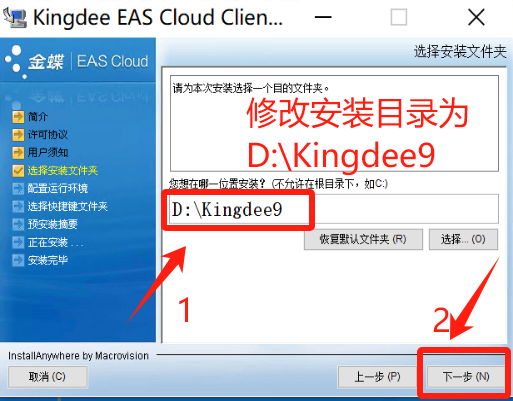 Kingdee EAS Cloud Clien...
选择安装文件夹
金蝶 | EAS Cloud
简介
许可协议
用户须知
选择安装文件夹
配置运行环境
选择快捷键文件夹
预安装摘要
正在安装...
安装完毕
请为本次安装选择一个目的文件夹。
修改安装目录为
D:\Kingdee9
您想在哪一位置安装？(不允许在根目录下，如C:)
D:\Kingdee9
恢复默认文件夹 (R)
选择... (O)
1
2
InstallAnywhere by Macrovision
取消 (C)
上一步 (P)
下一步 (N)